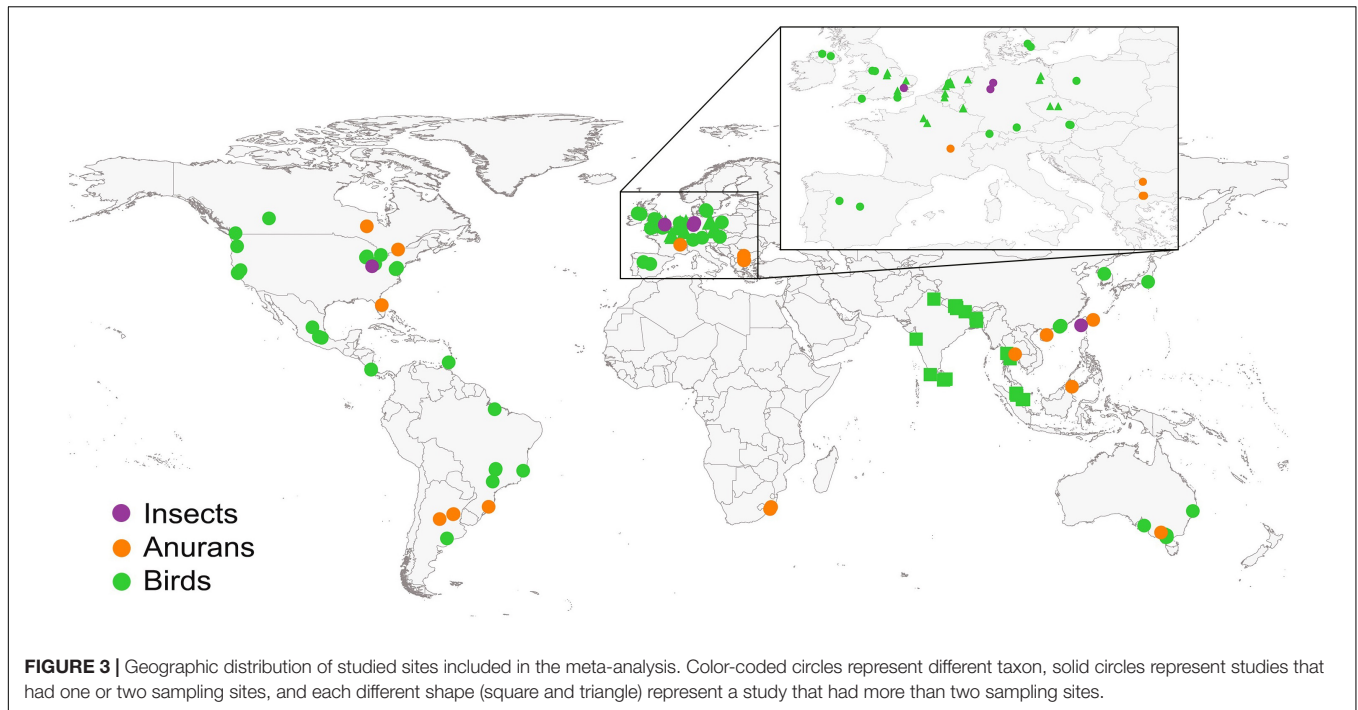 Insects
Anurans
Birds
FIGURE 3 | Geographic distribution of studied sites included in the meta-analysis. Color-coded circles represent different taxon, solid circles represent studies that
had one or two sampling sites, and each different shape (square and triangle) represent a study that had more than two sampling sites.